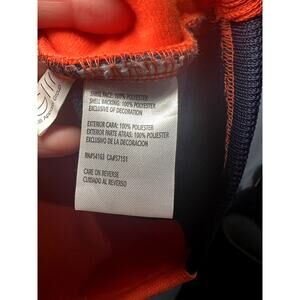 SHELL FACE: 100% POLYESTER
SHELL BACKING: 100% POLYESTER
EXCLUSIVE OF DECORATION
EXTERIOR CARA: 100% POLIESTER
EXTERIOR PARTE ATRAS: 100% POLIESTER
EXCLUSIVO DE LA DECORACIÓN
RN#54163 CA#57151
CARE ON REVERSE
CUIDADO AL REVERSO